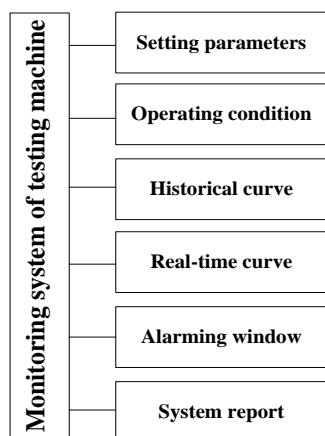 Monitoring system of testing machine
Setting parameters
Operating condition
Historical curve
Real-time curve
Alarming window
System report